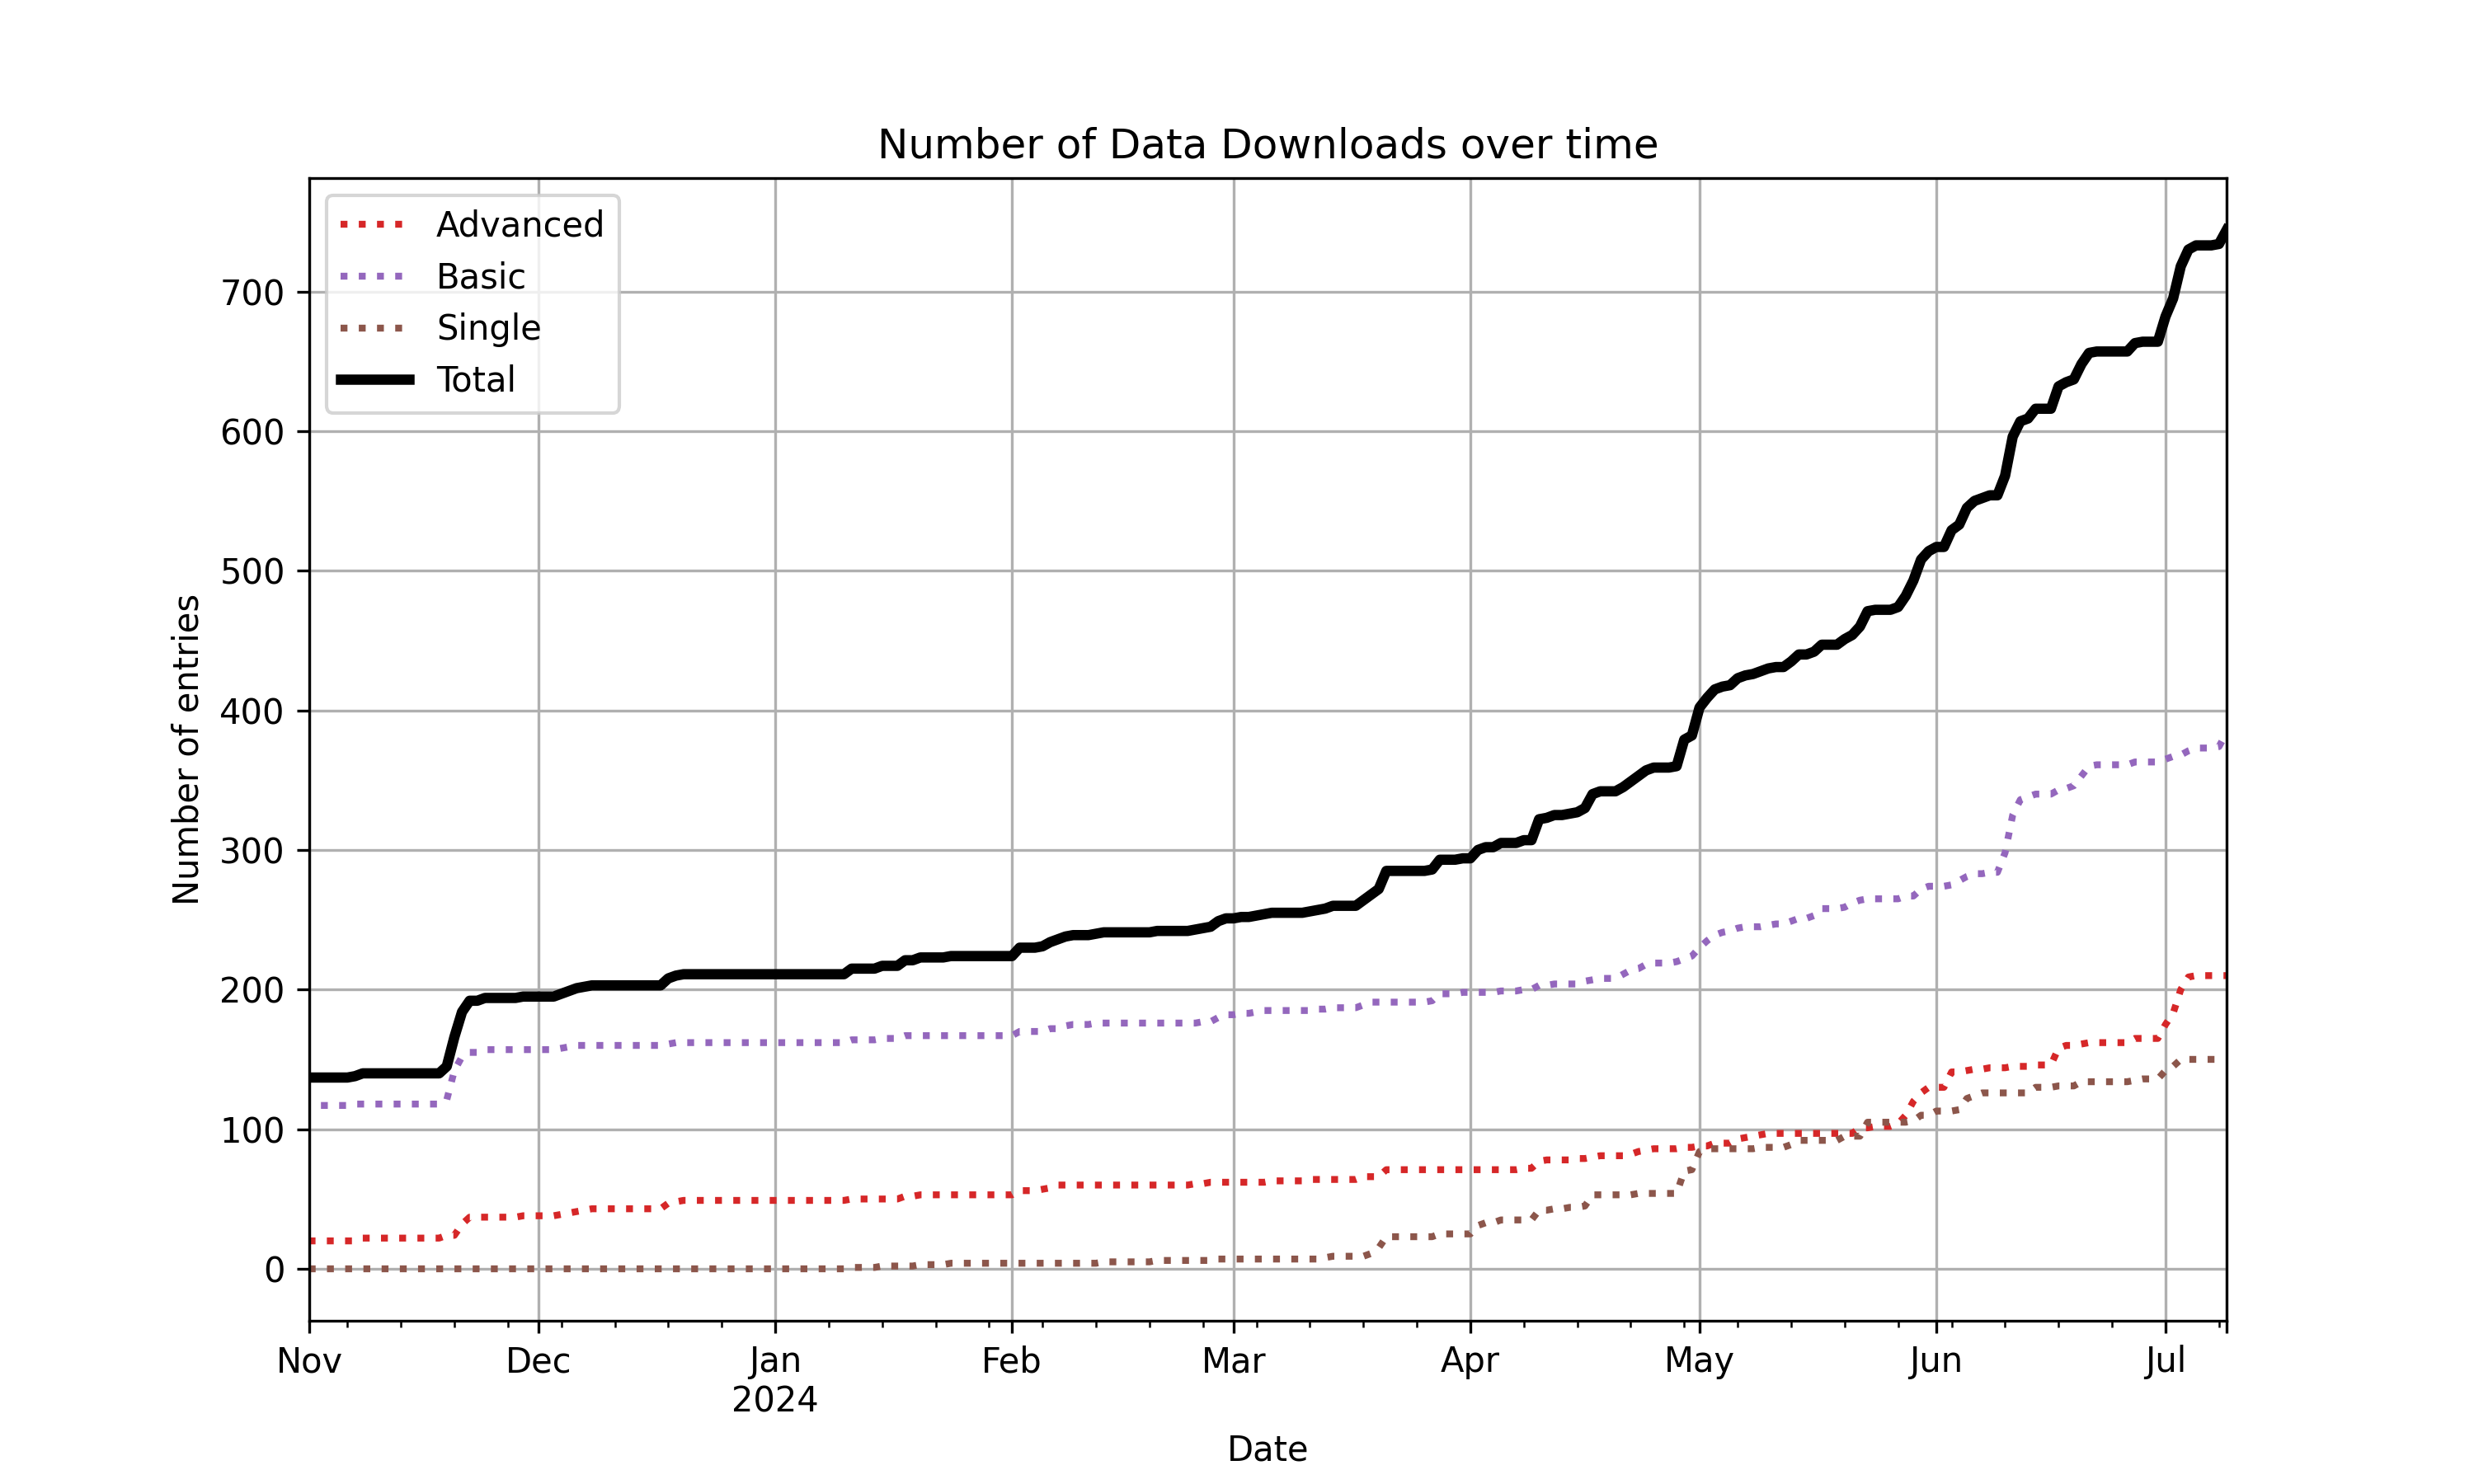 Number of Data Downloads over time
Advanced
Basic
Single
Total
700
600
500
400
300
200
100
0
Number of entries
Nov Dec Jan Feb Mar Apr May Jun Jul
2024
Date